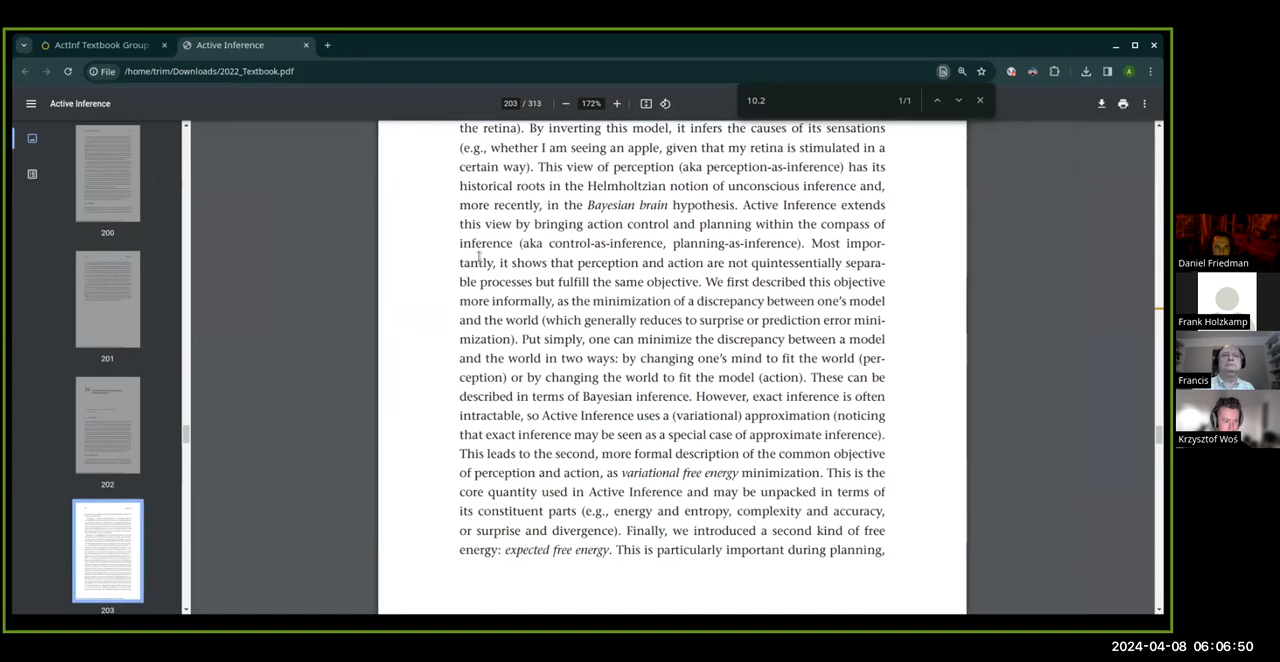 ActInf Textbook Group
Active Inference
File
/home/trim/Downloads/2022_Textbook.pdf
A
10.2
1/1
Active Inference
203 / 313
172%
200
201
202
203
the retina). By inverting this model, it infers the causes of its sensations
(e.g., whether I am seeing an apple, given that my retina is stimulated in a
certain way). This view of perception (aka perception-as-inference) has its
historical roots in the Helmholtzian notion of unconscious inference and,
more recently, in the Bayesian brain hypothesis. Active Inference extends
this view by bringing action control and planning within the compass of
inference (aka control-as-inference, planning-as-inference). Most impor-
tantly, it shows that perception and action are not quintessentially separa-
ble processes but fulfill the same objective. We first described this objective
more informally, as the minimization of a discrepancy between one's model
and the world (which generally reduces to surprise or prediction error mini-
mization). Put simply, one can minimize the discrepancy between a model
and the world in two ways: by changing one's mind to fit the world (per-
ception) or by changing the world to fit the model (action). These can be
described in terms of Bayesian inference. However, exact inference is often
intractable, so Active Inference uses a (variational) approximation (noticing
that exact inference may be seen as a special case of approximate inference).
This leads to the second, more formal description of the common objective
of perception and action, as variational free energy minimization. This is the
core quantity used in Active Inference and may be unpacked in terms of
its constituent parts (e.g., energy and entropy, complexity and accuracy,
or surprise and divergence). Finally, we introduced a second kind of free
energy: expected free energy. This is particularly important during planning,
Daniel Friedman
Frank Holzkamp
Francis
Krzysztof Woś
2024-04-08 06:06:50